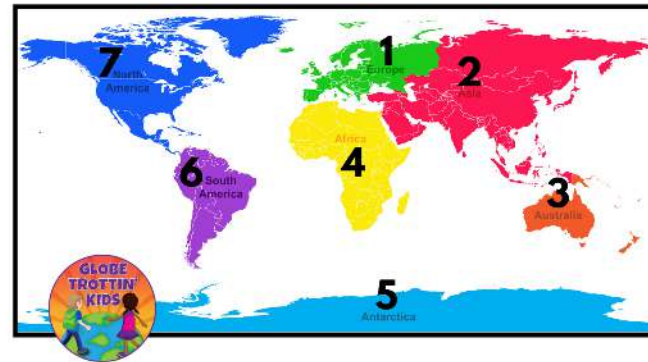 1
Europe
7
North
America
2
Asia
Africa
4
6
South
America
3
Australia
5
Antarctica
GLOBE
TROTTIN'
KIDS